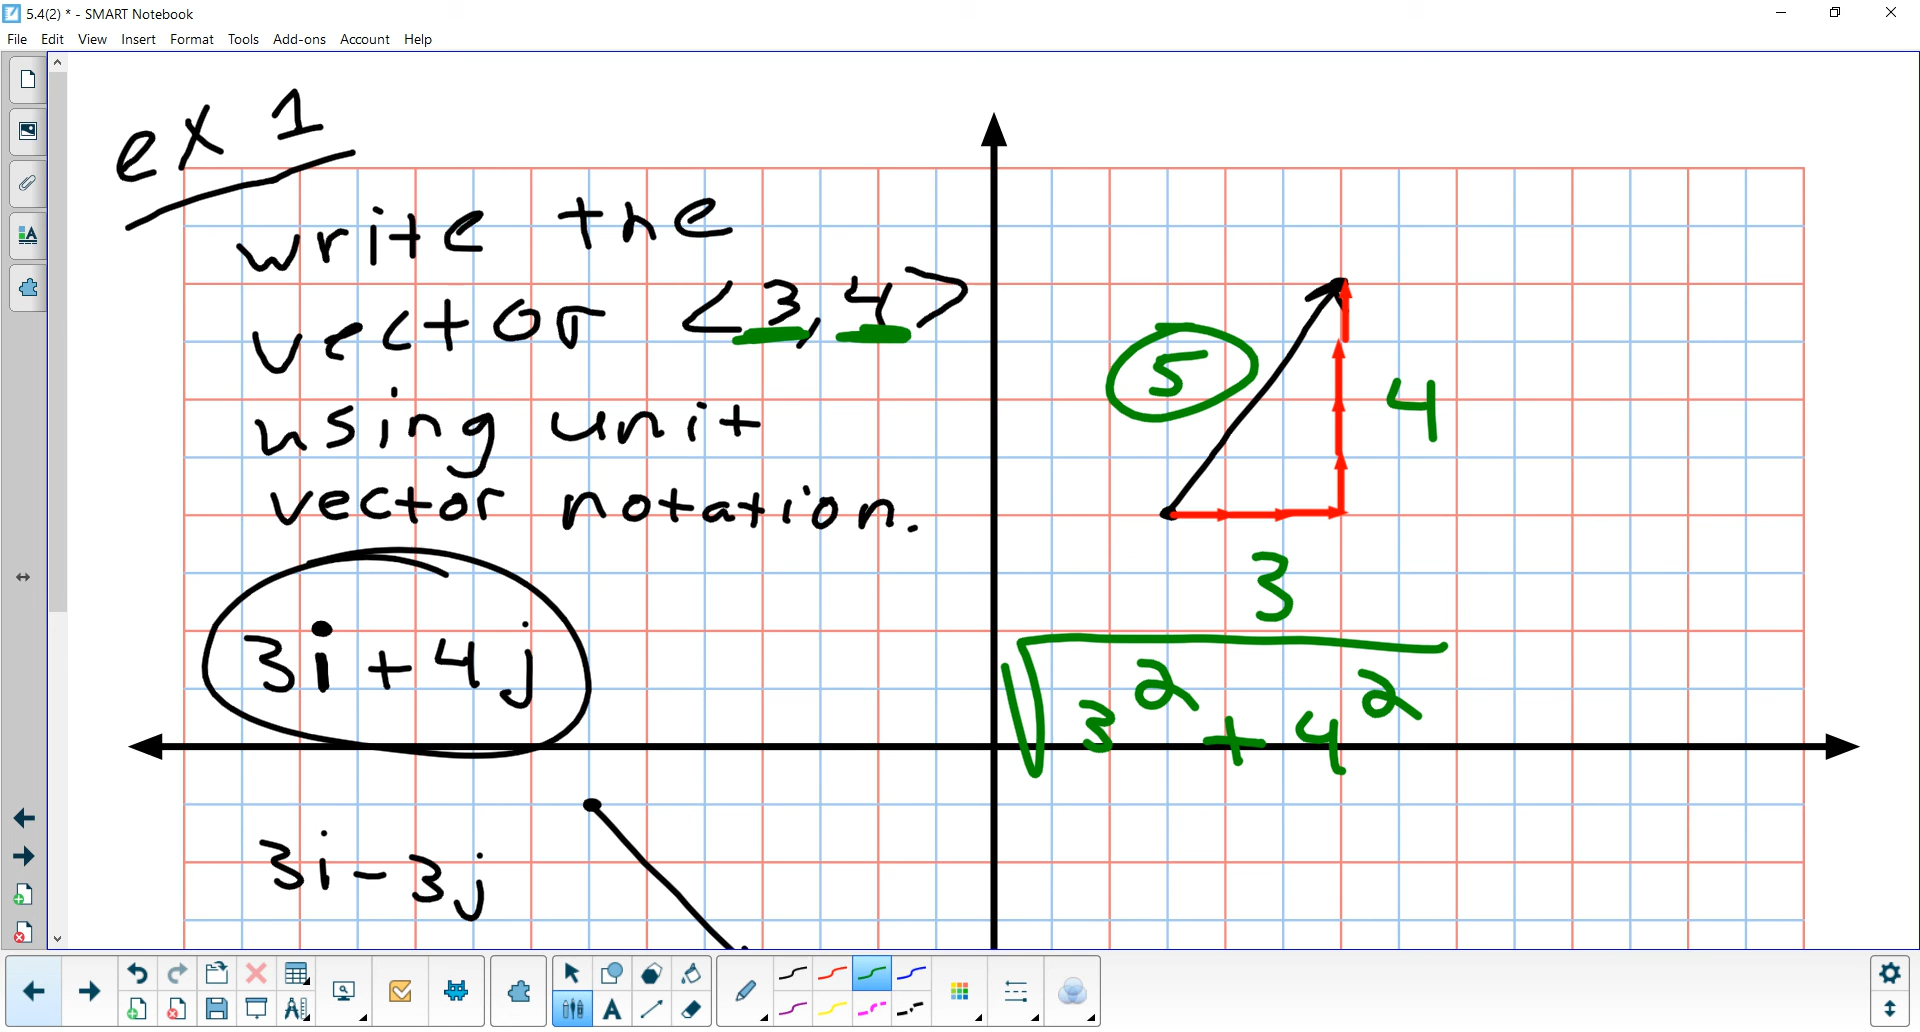 5.4(2) * - SMART Notebook
File Edit View Insert Format Tools Add-ons Account Help
ex 1
write the
vector <3, 4>
using unit
vector notation.
3i + 4j
3i - 3j
5
4
3
√3² + 4²